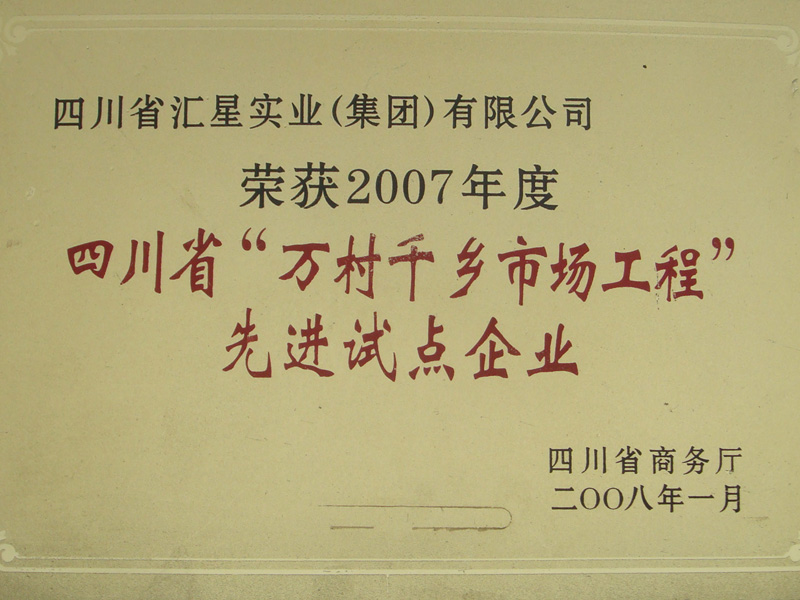 四川省汇星实业(集团)有限公司
荣获2007年度
四川省“万村千乡市场工程”
先进试点企业
四川省商务厅
二OO八年一月